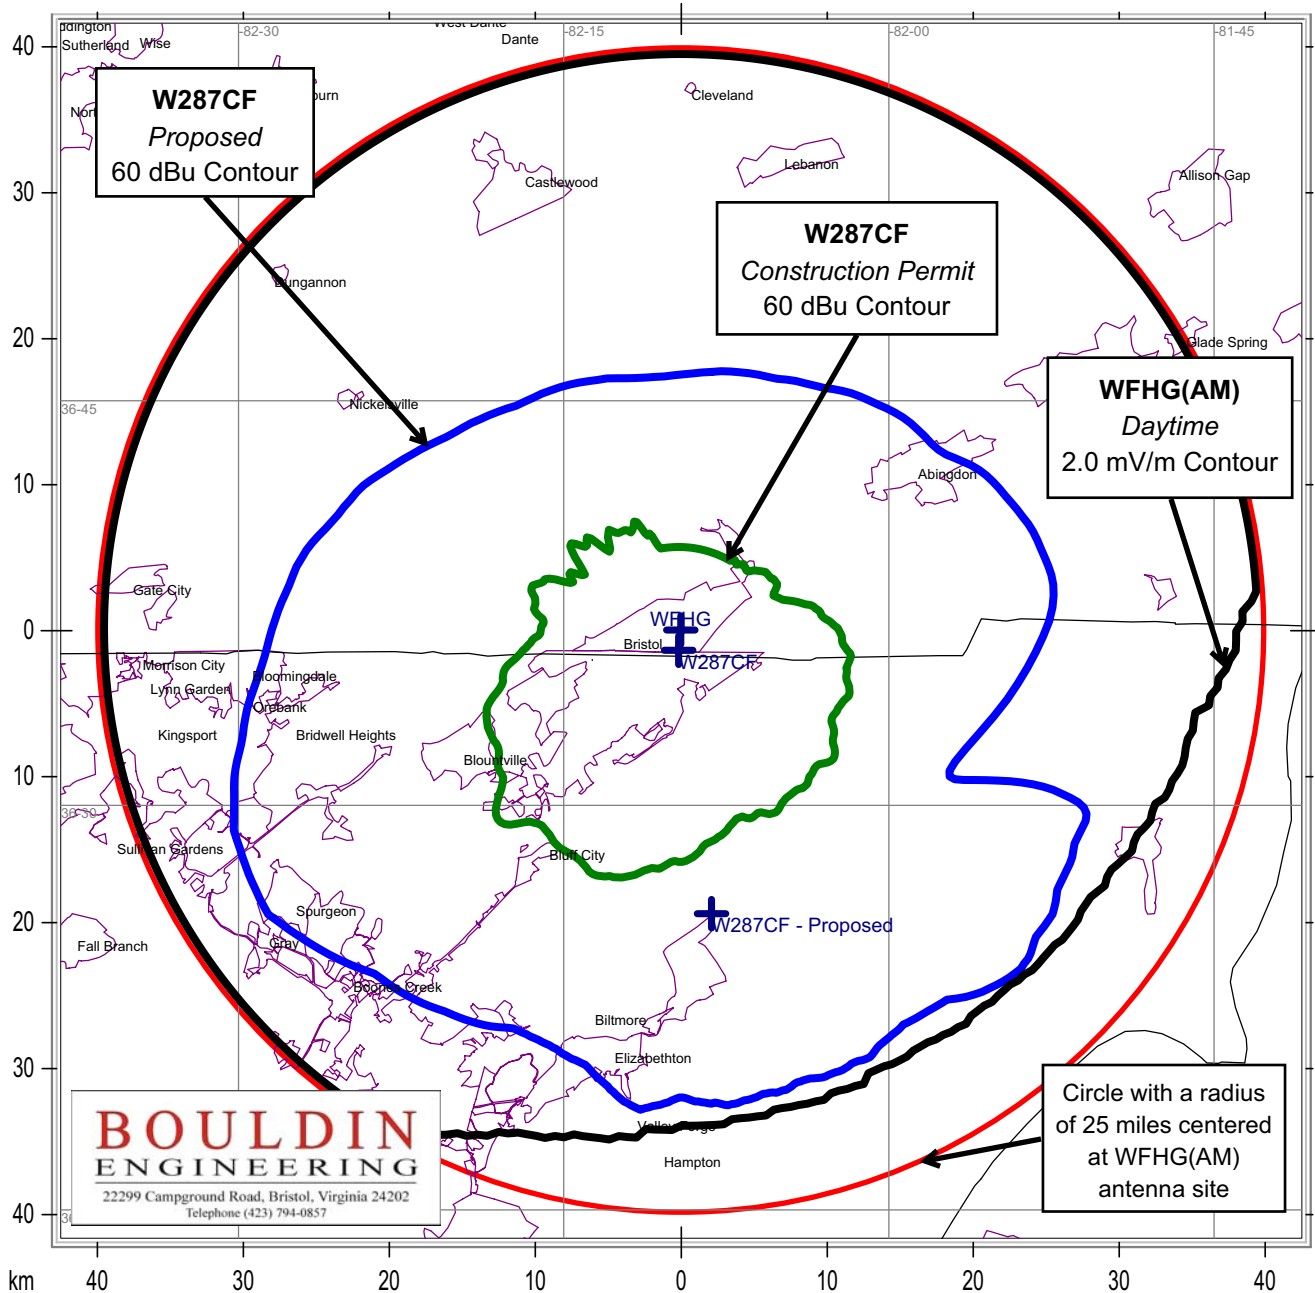 West Dante
Wise
Sutherland
Dante
-82-30
-82-15
-82-00
-81-45
40
30
20
10
0
10
20
30
40
W287CF
Proposed
60 dBu Contour
Cleveland
Lebanon
Castlewood
Allison Gap
W287CF
Construction Permit
60 dBu Contour
Dungannon
Glade Spring
WFHG(AM)
Daytime
2.0 mV/m Contour
36-45
Nickelsville
Abingdon
Gate City
WFHG
Bristol
W287CF
Morrison City
Lynn Garden
Bloomingdale
Orebank
Kingsport
Bridwell Heights
Blountville
36-30
Sullivan Gardens
Bluff City
Spurgeon
Gray
Fall Branch
W287CF - Proposed
Boones Creek
Biltmore
Elizabethton
Valley Forge
Hampton
Circle with a radius
of 25 miles centered
at WFHG(AM)
antenna site
BOULDIN
ENGINEERING
22299 Campground Road, Bristol, Virginia 24202
Telephone (423) 794-0857
km
40
30
20
10
0
10
20
30
40